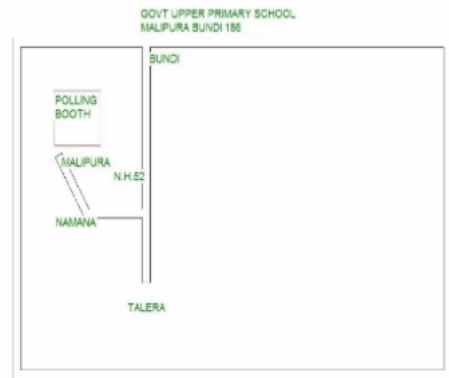 GOVT UPPER PRIMARY SCHOOL
MALIPURA BUNDI 186
BUNDI
POLLING
BOOTH
MALIPURA
N.H.52
NAMANA
TALERA